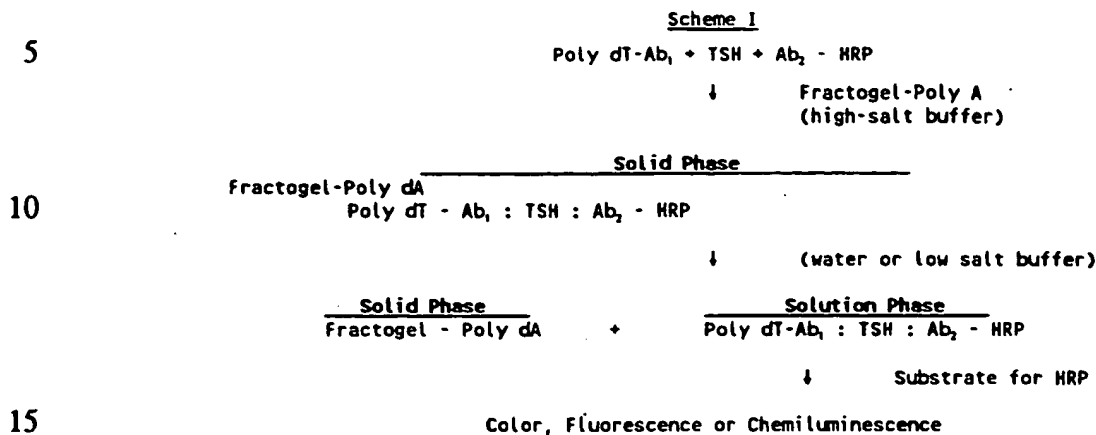 Scheme I
5 Poly dT-Ab₁ + TSH + Ab₂ - HRP
↓ Fractogel-Poly A
(high-salt buffer)
Solid Phase
Fractogel-Poly dA
10 Poly dT - Ab₁ : TSH : Ab₂ - HRP
↓ (water or low salt buffer)
Solid Phase Solution Phase
Fractogel - Poly dA + Poly dT-Ab₁ : TSH : Ab₂ - HRP
↓ Substrate for HRP
15 Color, Fluorescence or Chemiluminescence